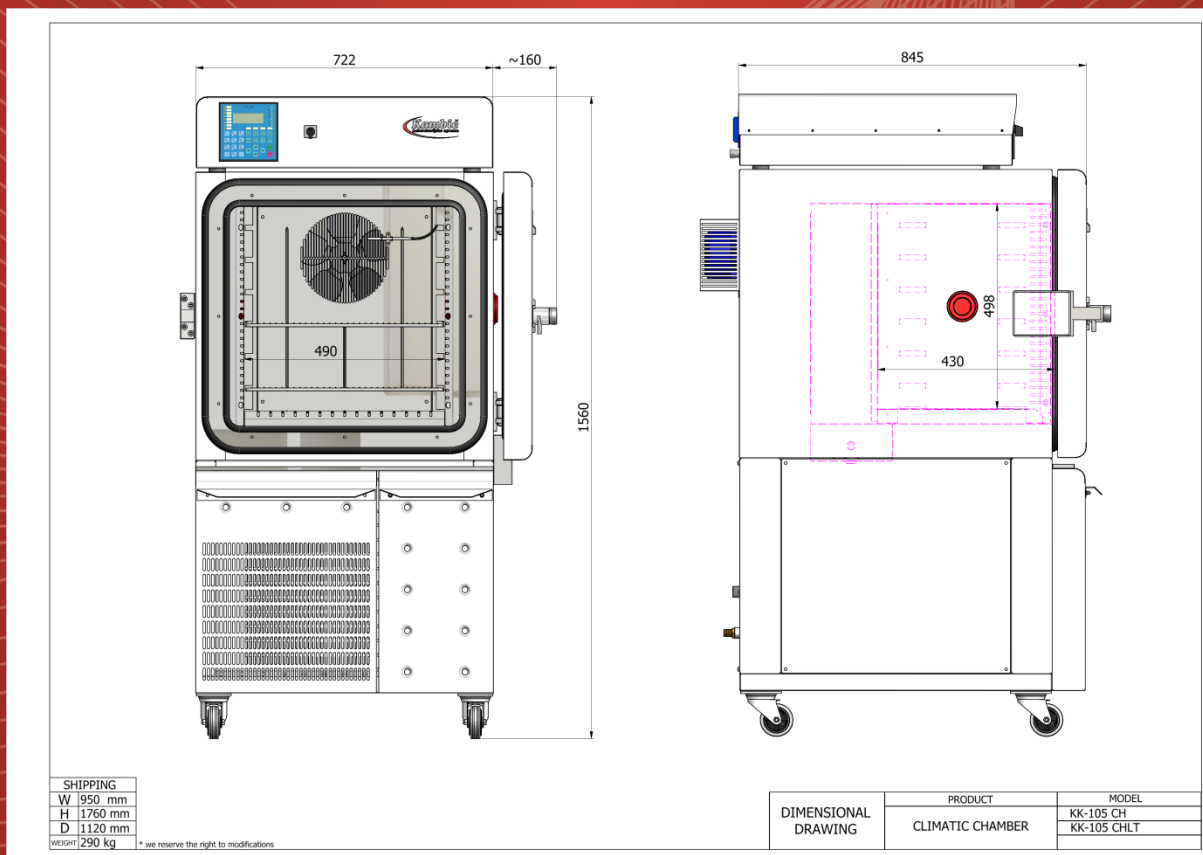 722
~160
845
Kambič
490
1560
498
430
SHIPPING
W 950 mm
H 1760 mm
D 1120 mm
WEIGHT 290 kg
* we reserve the right to modifications
DIMENSIONAL
DRAWING
PRODUCT
CLIMATIC CHAMBER
MODEL
KK-105 CH
KK-105 CHLT